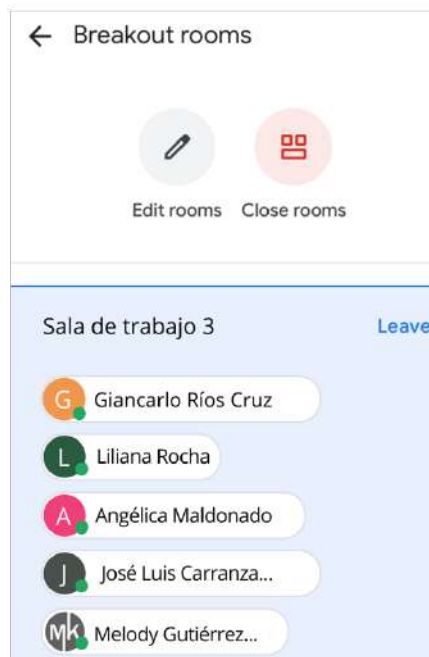 Breakout rooms
Edit rooms Close rooms
Sala de trabajo 3 Leave
G Giancarlo Ríos Cruz
L Liliana Rocha
A Angélica Maldonado
J José Luis Carranza...
MK Melody Gutiérrez...